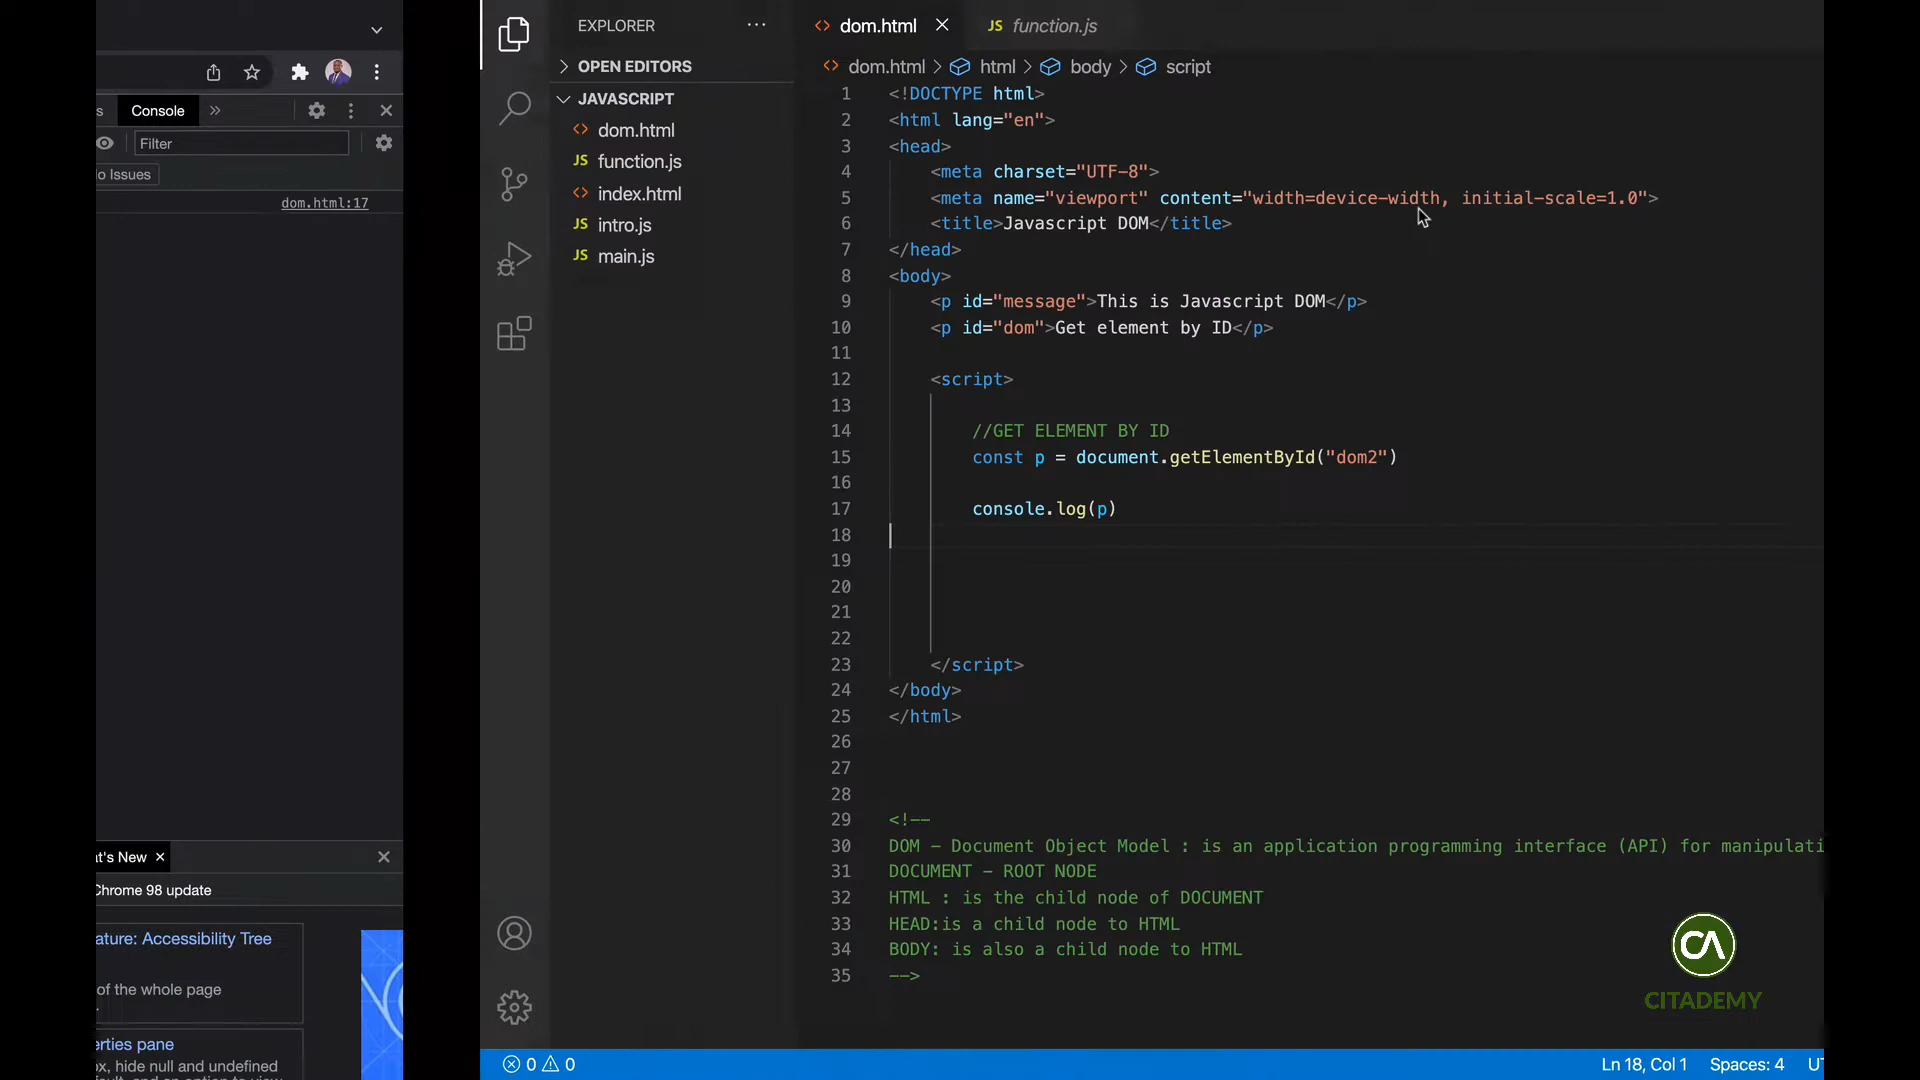 Console
Filter
o Issues
dom.html:17
at's New
Chrome 98 update
ature: Accessibility Tree
of the whole page
erties pane
ox, hide null and undefined
EXPLORER
OPEN EDITORS
JAVASCRIPT
dom.html
JS function.js
index.html
JS intro.js
JS main.js
dom.html
JS function.js
dom.html > html > body > script
1 <!DOCTYPE html>
2 <html lang="en">
3 <head>
4 <meta charset="UTF-8">
5 <meta name="viewport" content="width=device-width, initial-scale=1.0">
6 <title>Javascript DOM</title>
7 </head>
8 <body>
9 <p id="message">This is Javascript DOM</p>
10 <p id="dom">Get element by ID</p>
11
12 <script>
13
14 //GET ELEMENT BY ID
15 const p = document.getElementById("dom2")
16
17 console.log(p)
18
19
20
21
22
23 </script>
24 </body>
25 </html>
26
27
28
29 <!--
30 DOM - Document Object Model : is an application programming interface (API) for manipulati
31 DOCUMENT - ROOT NODE
32 HTML : is the child node of DOCUMENT
33 HEAD:is a child node to HTML
34 BODY: is also a child node to HTML
35 -->
CA
CITADEMY
0 0
Ln 18, Col 1 Spaces: 4 UT